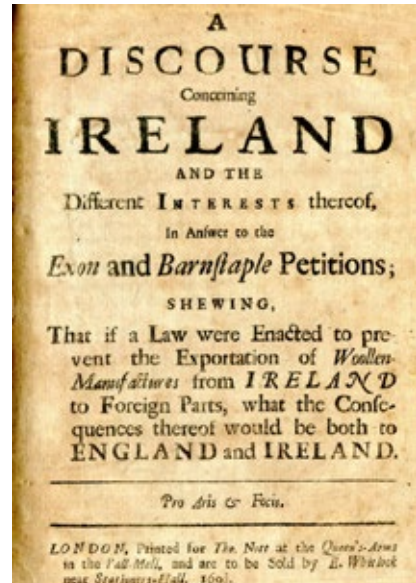 A
DISCOURSE
Concerning
IRELAND
AND THE
Different INTERESTS thereof,
In Anſwer to the
Exon and Barnſtaple Petitions;
SHEWING,
That if a Law were Enacted to pre-
vent the Exportation of Woollen-
Manufactures from IRELAND
to Foreign Parts, what the Conſe-
quences thereof would be both to
ENGLAND and IRELAND.
Pro Aris & Focis.
LONDON, Printed for Tho. Nott at the Queen's-Arms
in the Pall-Mall, and are to be Sold by E. Whitlock
near Stationers-Hall.